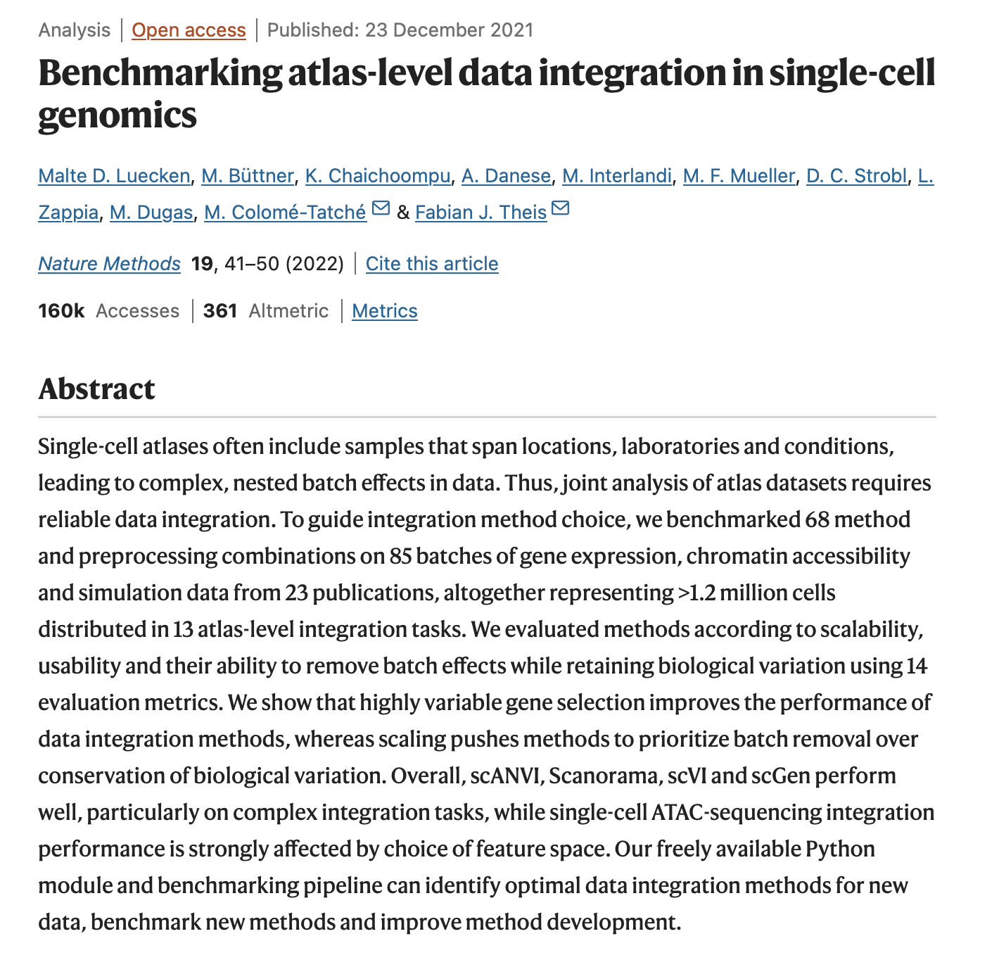 Analysis | Open access | Published: 23 December 2021
Benchmarking atlas-level data integration in single-cell
genomics
Malte D. Luecken, M. Büttner, K. Chaichoompu, A. Danese, M. Interlandi, M. F. Mueller, D. C. Strobl, L.
Zappia, M. Dugas, M. Colomé-Tatché & Fabian J. Theis
Nature Methods 19, 41–50 (2022) | Cite this article
160k Accesses | 361 Altmetric | Metrics
Abstract
Single-cell atlases often include samples that span locations, laboratories and conditions,
leading to complex, nested batch effects in data. Thus, joint analysis of atlas datasets requires
reliable data integration. To guide integration method choice, we benchmarked 68 method
and preprocessing combinations on 85 batches of gene expression, chromatin accessibility
and simulation data from 23 publications, altogether representing >1.2 million cells
distributed in 13 atlas-level integration tasks. We evaluated methods according to scalability,
usability and their ability to remove batch effects while retaining biological variation using 14
evaluation metrics. We show that highly variable gene selection improves the performance of
data integration methods, whereas scaling pushes methods to prioritize batch removal over
conservation of biological variation. Overall, scANVI, Scanorama, scVI and scGen perform
well, particularly on complex integration tasks, while single-cell ATAC-sequencing integration
performance is strongly affected by choice of feature space. Our freely available Python
module and benchmarking pipeline can identify optimal data integration methods for new
data, benchmark new methods and improve method development.